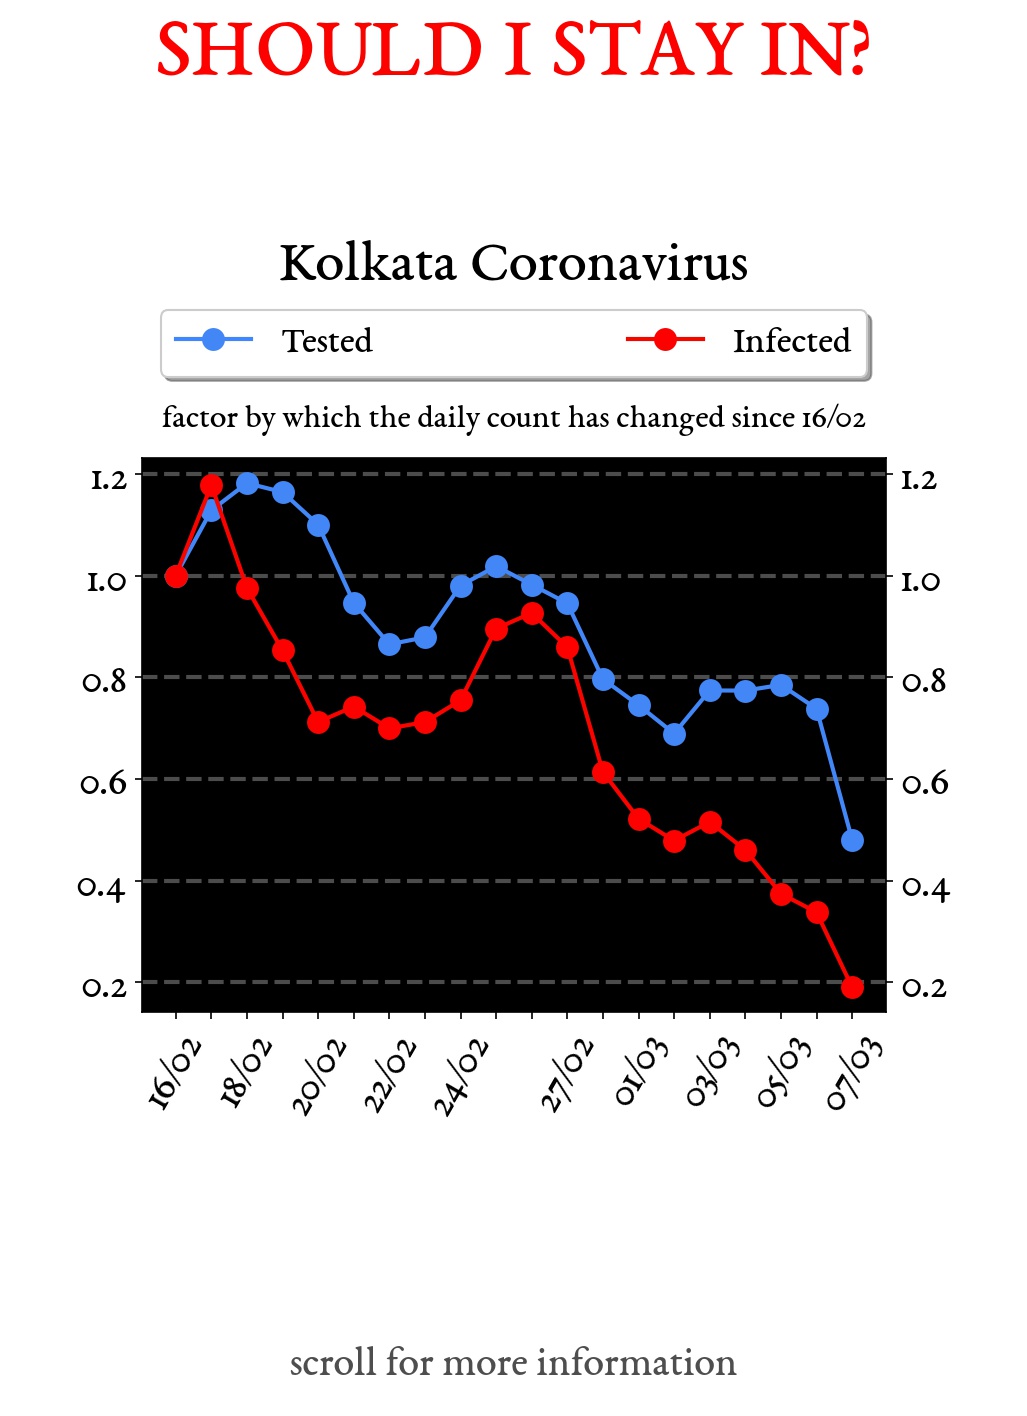 SHOULD I STAY IN?
Kolkata Coronavirus
Tested Infected
factor by which the daily count has changed since 16/02
1.2 1.2
1.0 1.0
0.8 0.8
0.6 0.6
0.4 0.4
0.2 0.2
16/02 18/02 20/02 22/02 24/02 27/02 01/03 03/03 05/03 07/03
scroll for more information